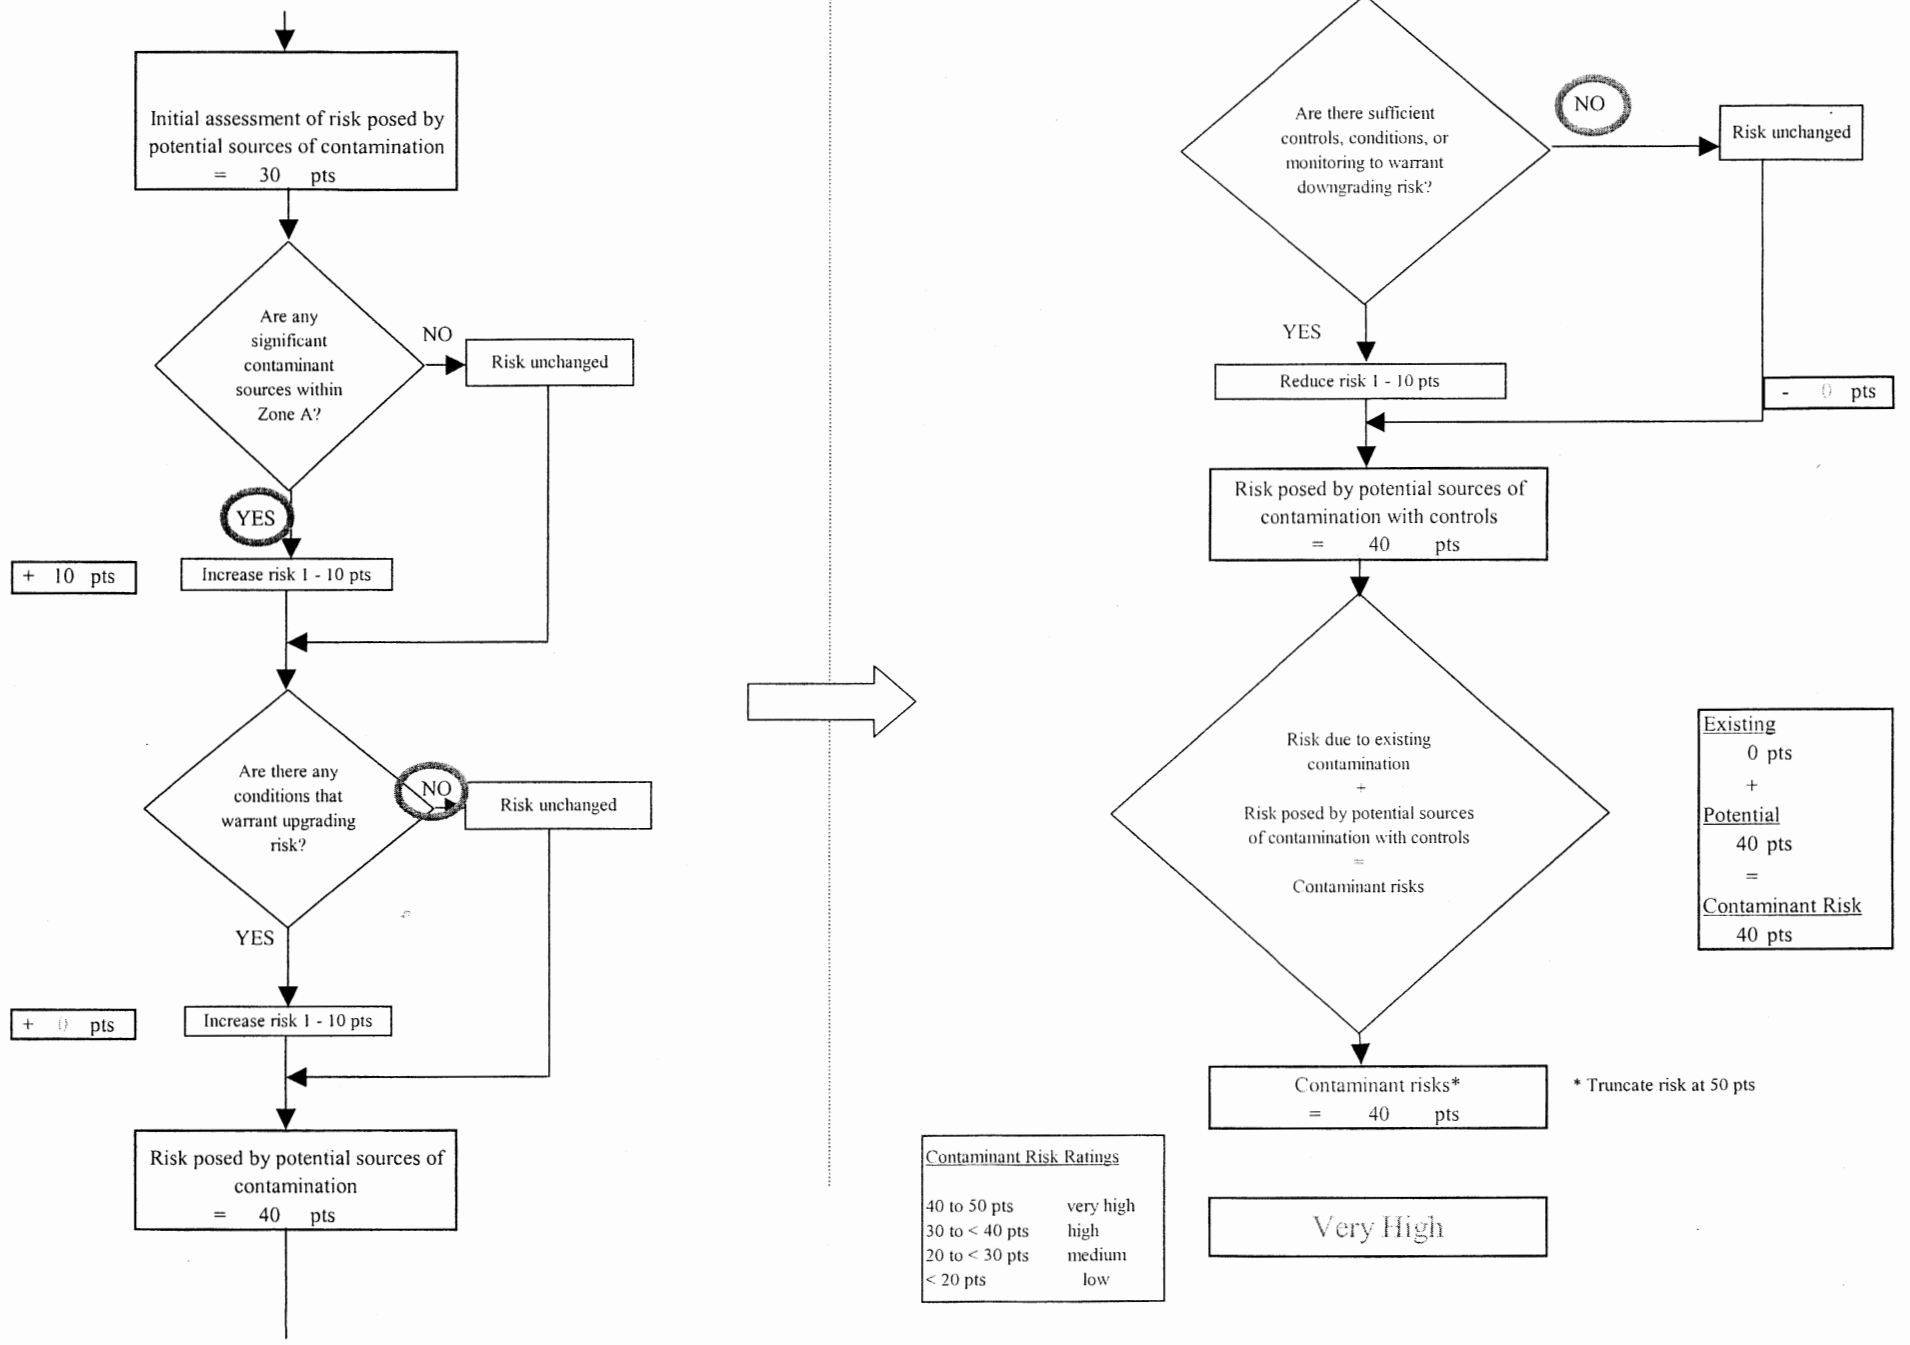 Initial assessment of risk posed by
potential sources of contamination
= 30 pts
Are any
significant
contaminant
sources within
Zone A?
NO
Risk unchanged
YES
+ 10 pts
Increase risk 1 - 10 pts
Are there any
conditions that
warrant upgrading
risk?
NO
Risk unchanged
YES
+ 0 pts
Increase risk 1 - 10 pts
Risk posed by potential sources of
contamination
= 40 pts
Are there sufficient
controls, conditions, or
monitoring to warrant
downgrading risk?
NO
Risk unchanged
YES
Reduce risk 1 - 10 pts
- 0 pts
Risk posed by potential sources of
contamination with controls
= 40 pts
Risk due to existing
contamination
+
Risk posed by potential sources
of contamination with controls
=
Contaminant risks
Existing
0 pts
+
Potential
40 pts
=
Contaminant Risk
40 pts
Contaminant risks*
= 40 pts
* Truncate risk at 50 pts
Contaminant Risk Ratings
40 to 50 pts very high
30 to < 40 pts high
20 to < 30 pts medium
< 20 pts low
Very High